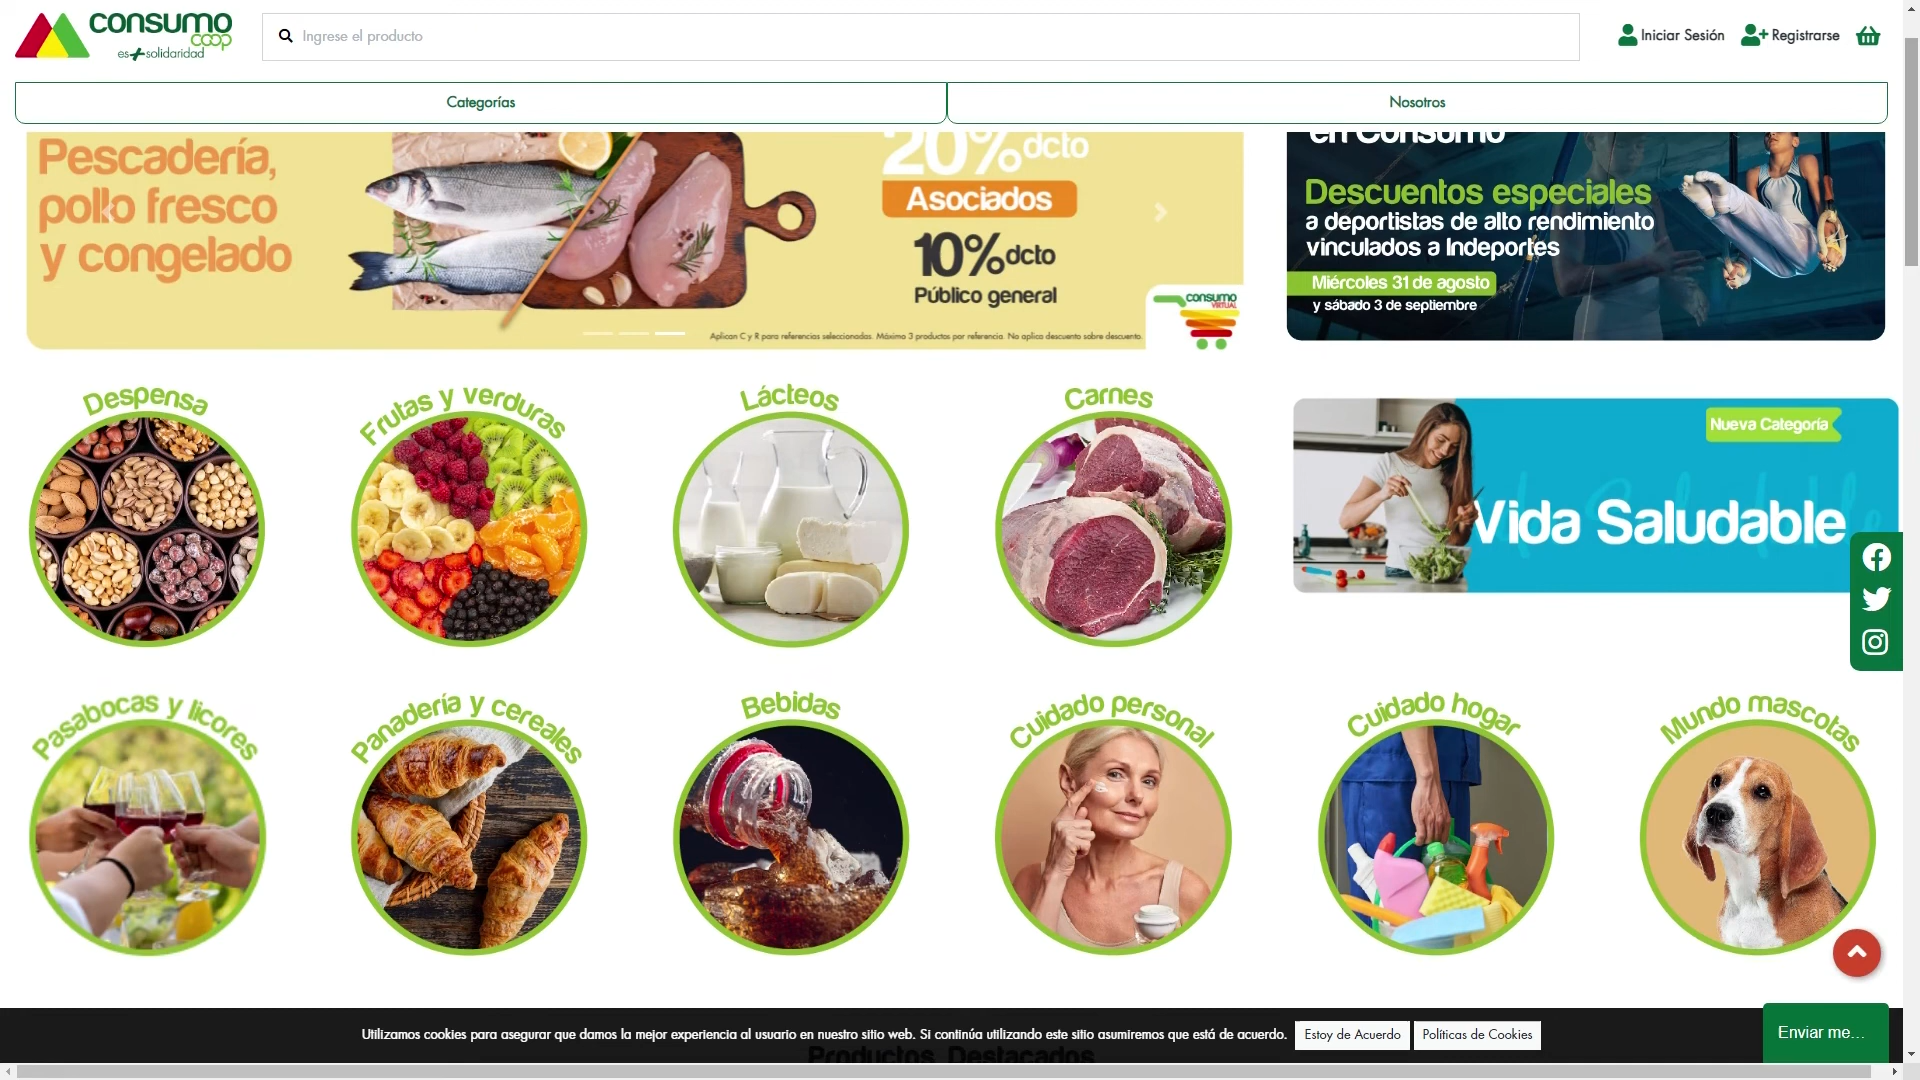 consumo
coop
es+solidaridad
Ingrese el producto
Iniciar Sesión
Registrarse
Categorías
Nosotros
Pescadería,
pollo fresco
y congelado
20% dcto
Asociados
10% dcto
Público general
consumo
VIRTUAL
Aplican C y R para referencias seleccionadas. Máximo 3 productos por referencia. No aplica descuento sobre descuento.
en Consumo
Descuentos especiales
a deportistas de alto rendimiento
vinculados a Indeportes
Miércoles 31 de agosto
y sábado 3 de septiembre
Despensa
Frutas y verduras
Lácteos
Carnes
Nueva Categoría
Vida Saludable
Pasabocas y licores
Panadería y cereales
Bebidas
Cuidado personal
Cuidado hogar
Mundo mascotas
Utilizamos cookies para asegurar que damos la mejor experiencia al usuario en nuestro sitio web. Si continúa utilizando este sitio asumiremos que está de acuerdo.
Estoy de Acuerdo
Políticas de Cookies
Enviar me...
Productos Destacados